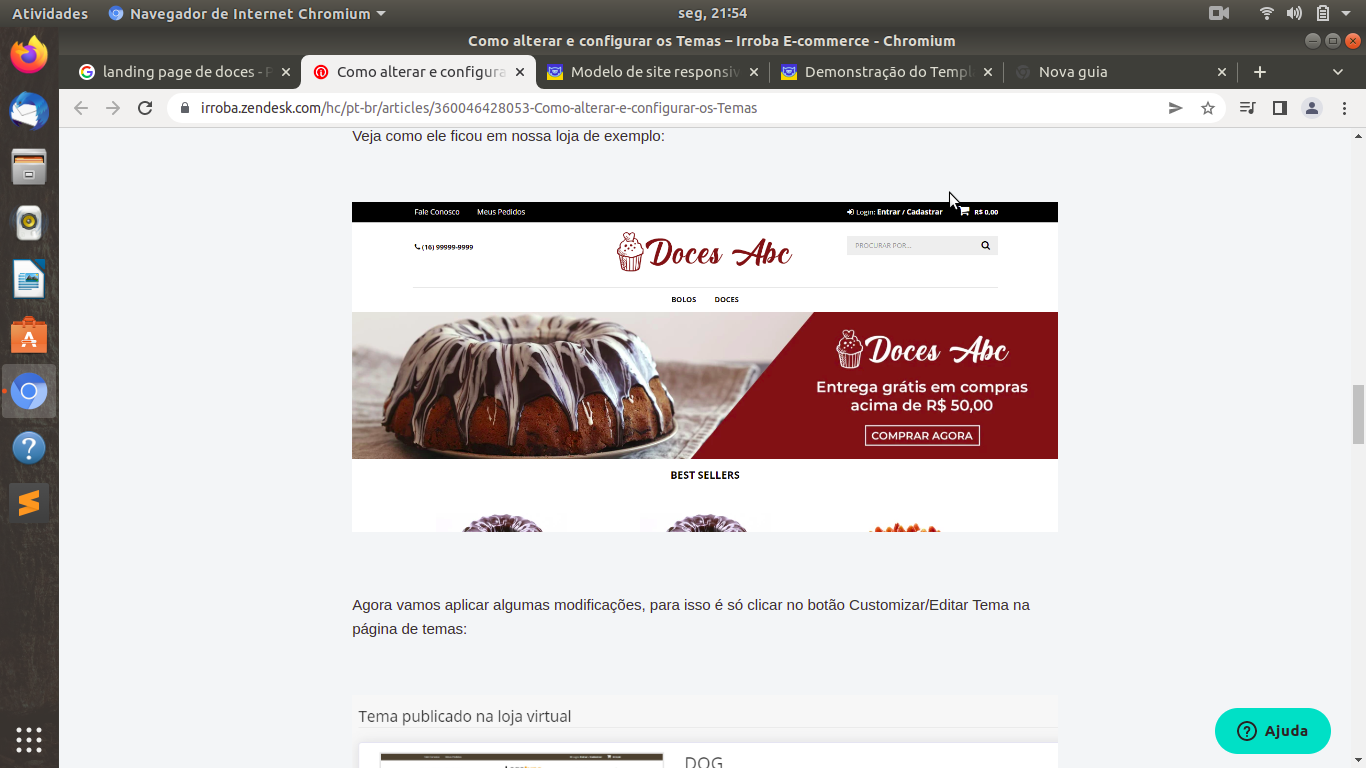 Atividades
Navegador de Internet Chromium
seg, 21:54
Como alterar e configurar os Temas – Irroba E-commerce - Chromium
landing page de doces - P
Como alterar e configura
Modelo de site responsiv
Demonstração do Templ
Nova guia
irroba.zendesk.com/hc/pt-br/articles/360046428053-Como-alterar-e-configurar-os-Temas
Veja como ele ficou em nossa loja de exemplo:
Fale Conosco Meus Pedidos
Login: Entrar / Cadastrar R$ 0,00
(16) 99999-9999
Doces Abc
PROCURAR POR...
BOLOS DOCES
Doces Abc
Entrega grátis em compras
acima de R$ 50,00
COMPRAR AGORA
BEST SELLERS
Agora vamos aplicar algumas modificações, para isso é só clicar no botão Customizar/Editar Tema na
página de temas:
Tema publicado na loja virtual
DOG
Ajuda